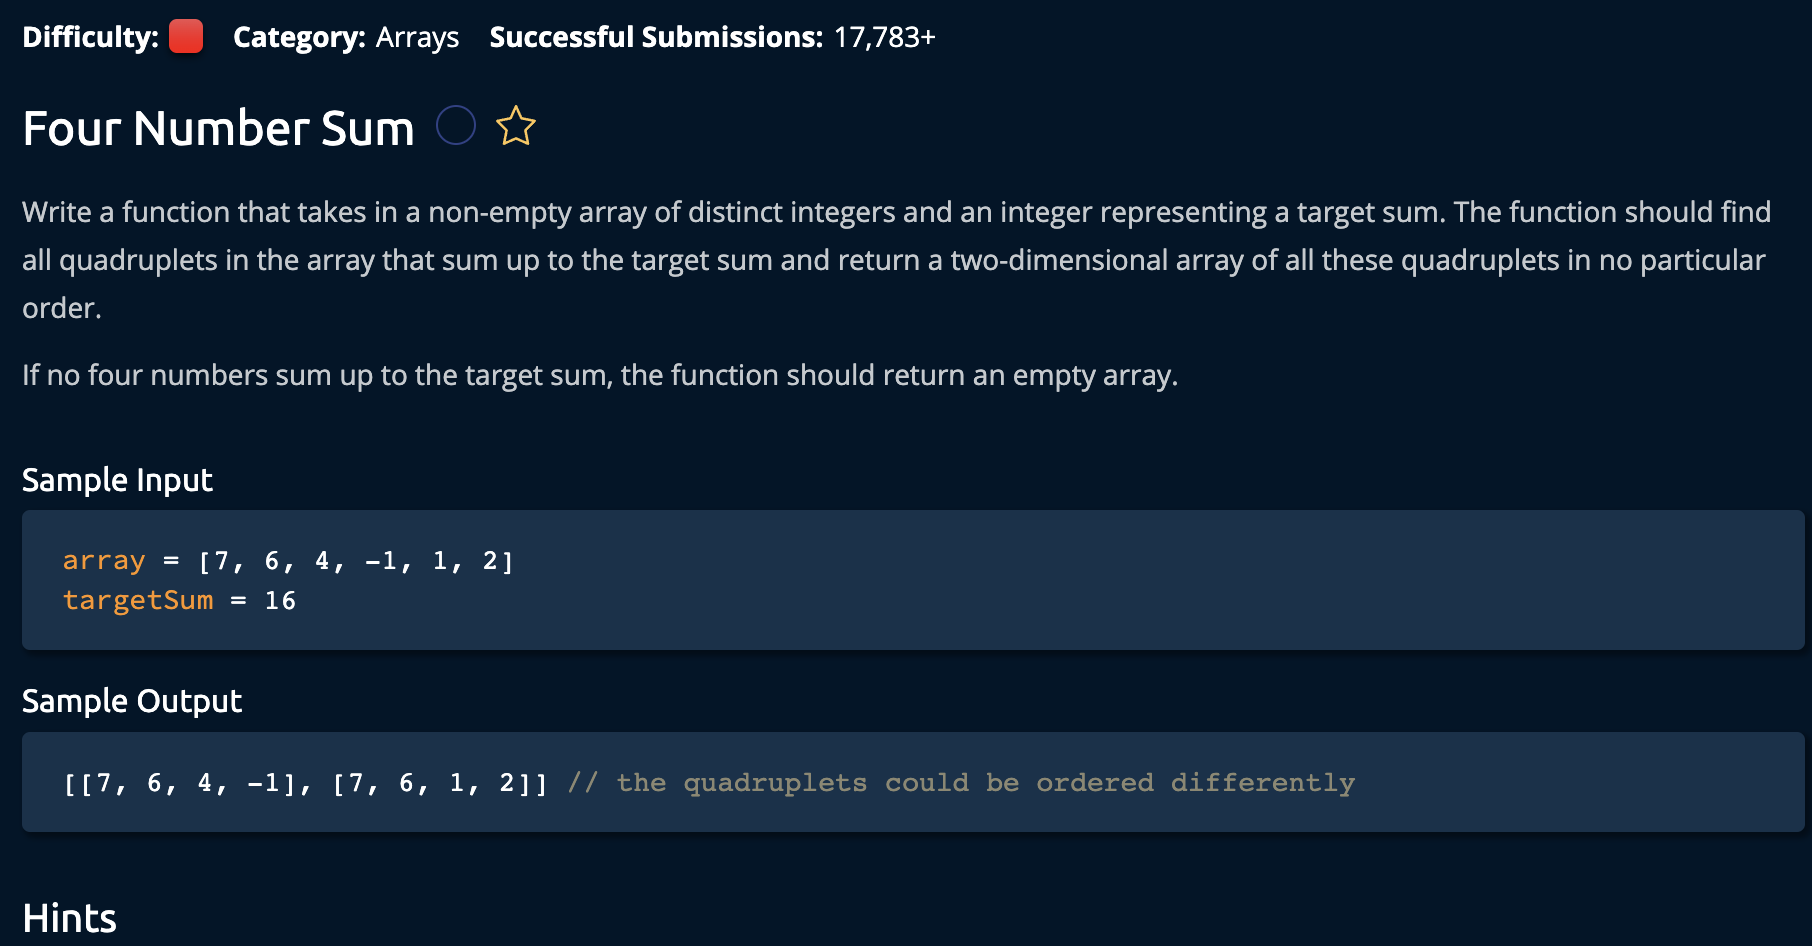 Difficulty: Category: Arrays Successful Submissions: 17,783+
Four Number Sum
Write a function that takes in a non-empty array of distinct integers and an integer representing a target sum. The function should find
all quadruplets in the array that sum up to the target sum and return a two-dimensional array of all these quadruplets in no particular
order.
If no four numbers sum up to the target sum, the function should return an empty array.
Sample Input
array = [7, 6, 4, -1, 1, 2]
targetSum = 16
Sample Output
[[7, 6, 4, -1], [7, 6, 1, 2]] // the quadruplets could be ordered differently
Hints